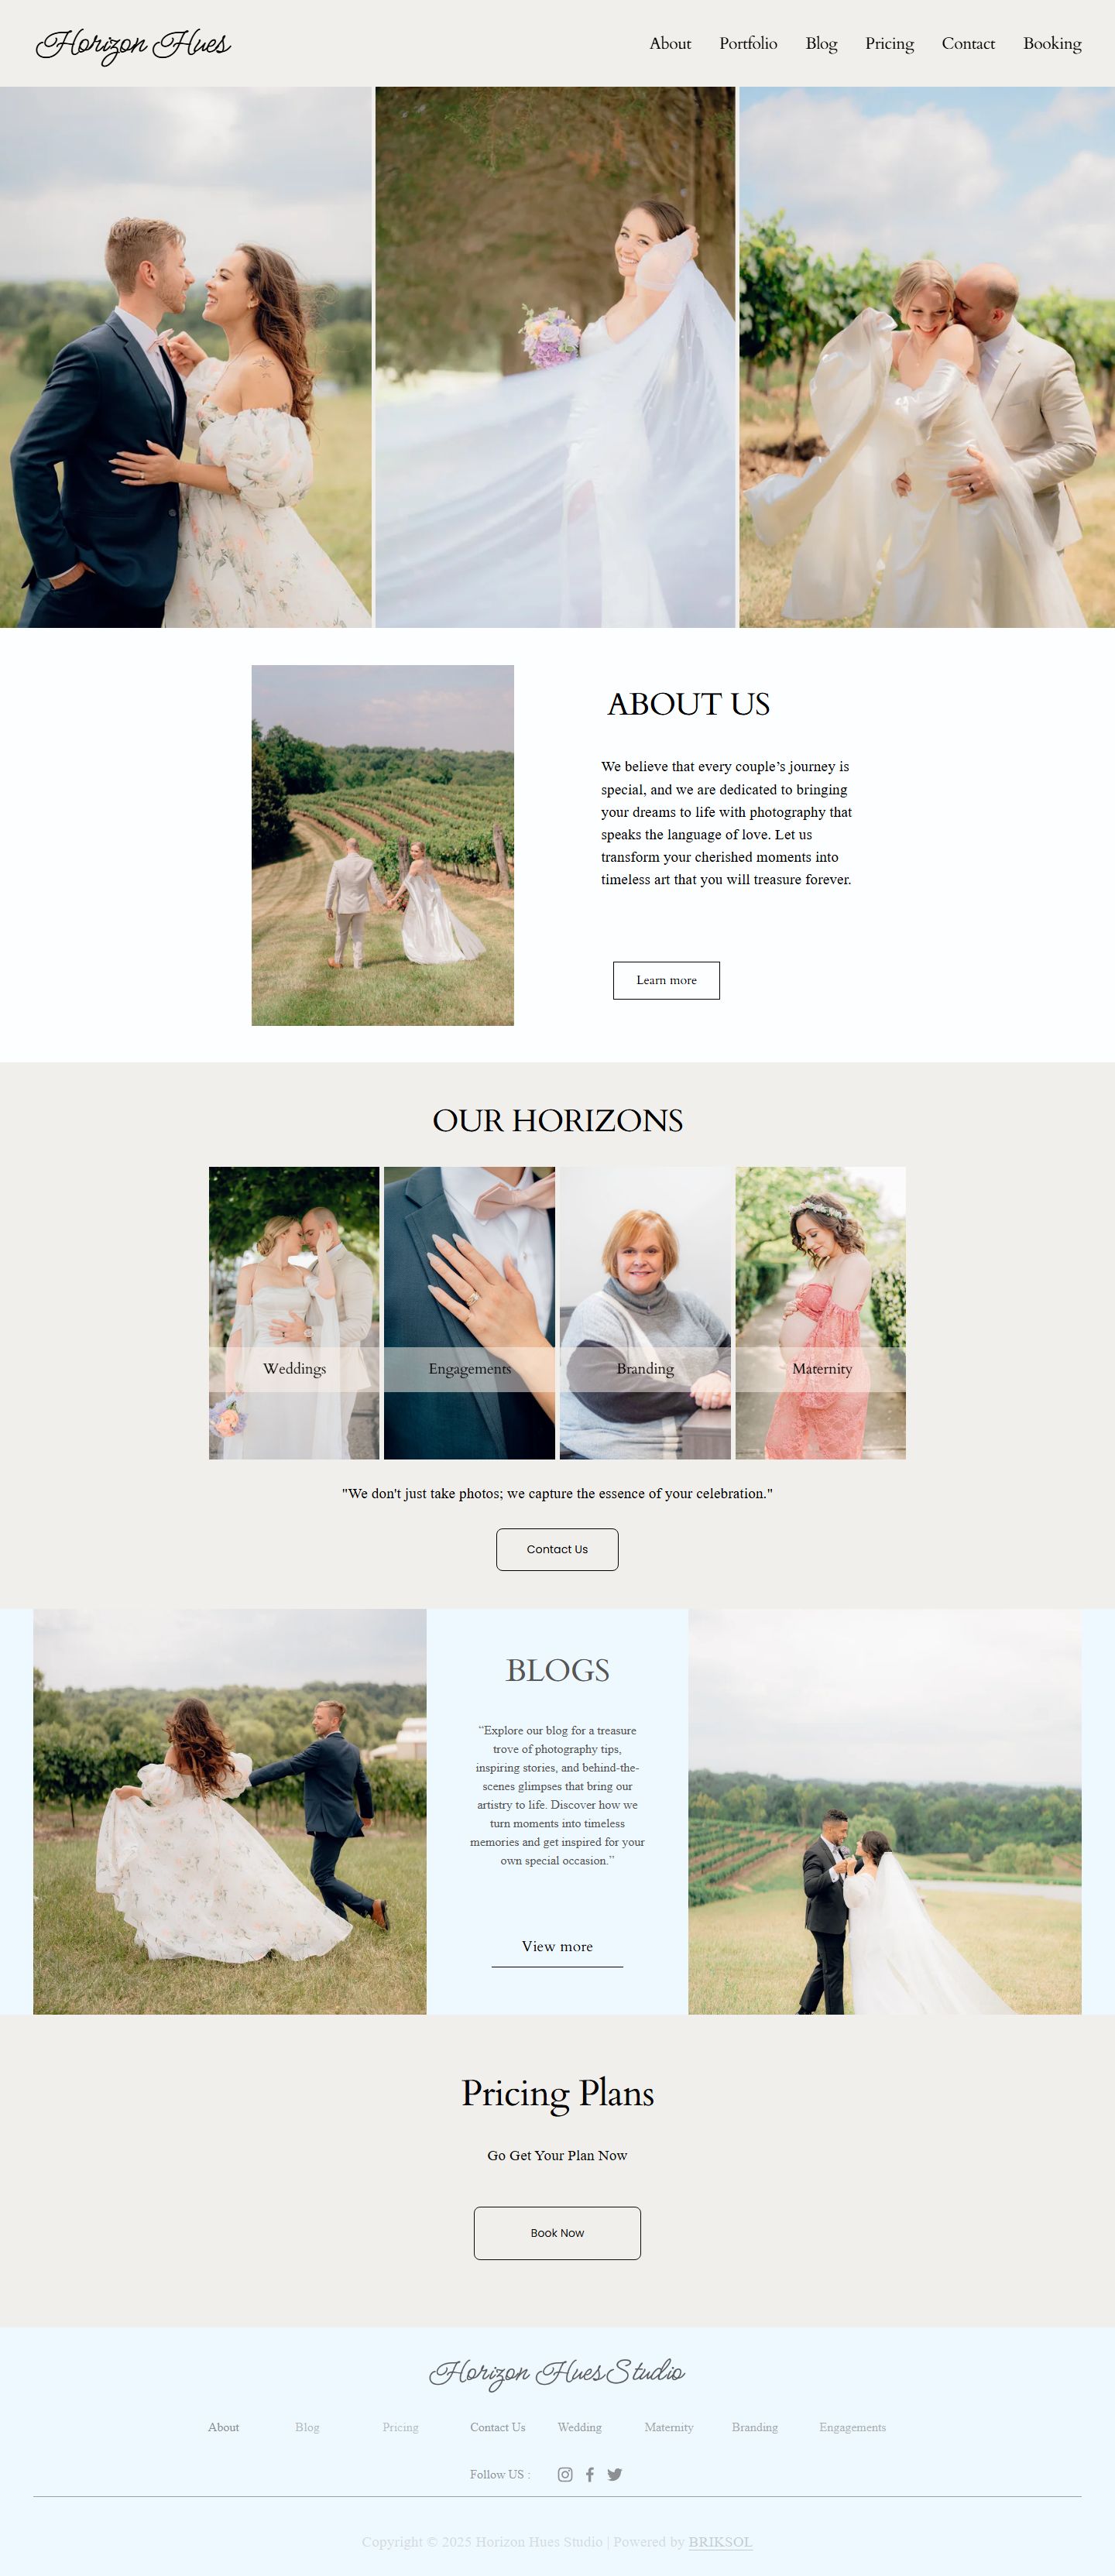 Horizon Hues
About Portfolio Blog Pricing Contact Booking
ABOUT US
We believe that every couple’s journey is
special, and we are dedicated to bringing
your dreams to life with photography that
speaks the language of love. Let us
transform your cherished moments into
timeless art that you will treasure forever.
Learn more
OUR HORIZONS
Weddings
Engagements
Branding
Maternity
"We don't just take photos; we capture the essence of your celebration."
Contact Us
BLOGS
“Explore our blog for a treasure
trove of photography tips,
inspiring stories, and behind-the-
scenes glimpses that bring our
artistry to life. Discover how we
turn moments into timeless
memories and get inspired for your
own special occasion.”
View more
Pricing Plans
Go Get Your Plan Now
Book Now
Horizon Hues Studio
About Blog Pricing Contact Us Wedding Maternity Branding Engagements
Follow US :
Copyright © 2025 Horizon Hues Studio | Powered by BRIKSOL